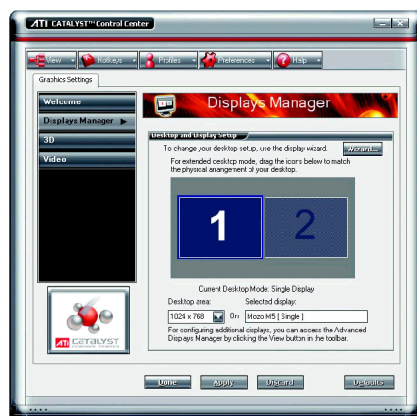 ATI CATALYST™ Control Center
View Hotkeys Profiles Preferences Help
Graphics Settings
Welcome
Displays Manager
3D
Video
Displays Manager
Desktop and Display Setup
To change your desktop setup, use the display wizard. Wizard...
For extended desktop mode, drag the icons below to match
the physical arrangement of your desktop.
1 2
Current Desktop Mode: Single Display
Desktop area: Selected display:
1024 x 768 On Mozo M5 [ Single ]
For configuring additional displays, you can access the Advanced
Displays Manager by clicking the View button in the toolbar.
ATI CATALYST
CONTROL CENTER
Done Apply Discard Defaults